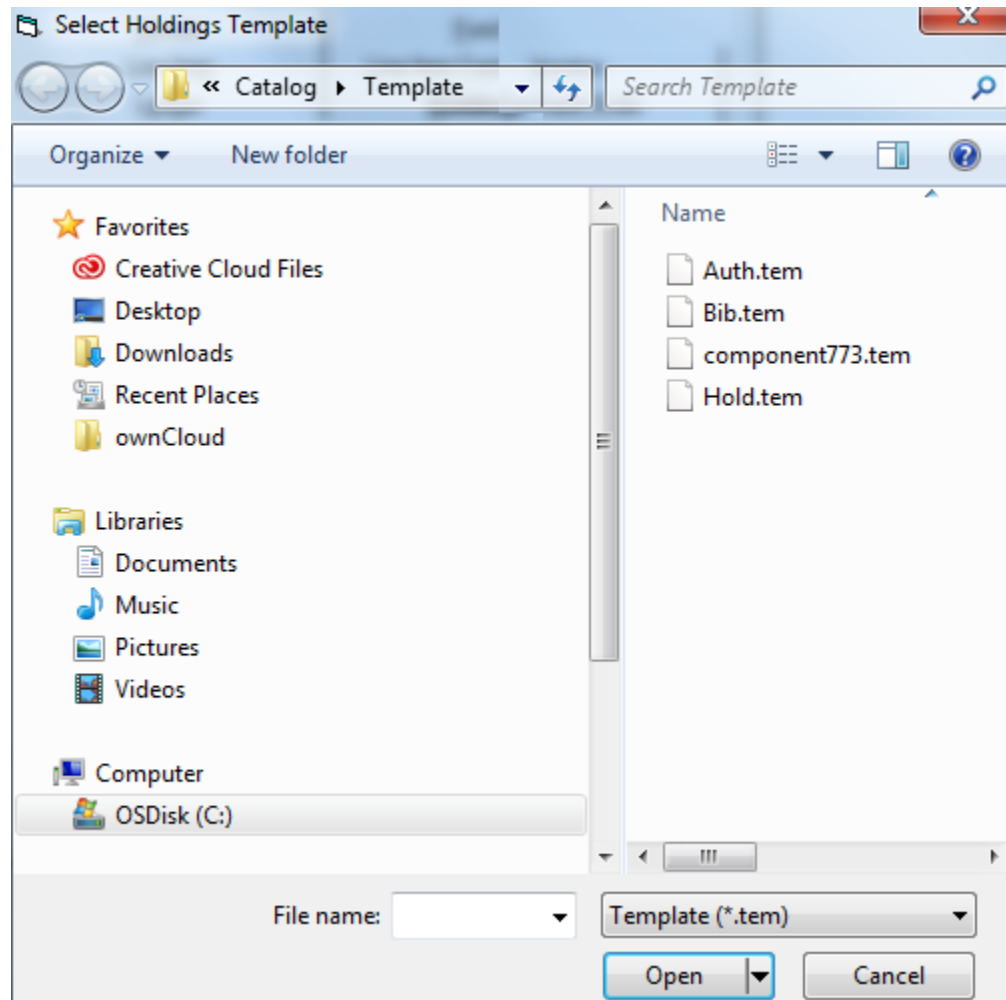 Select Holdings Template
« Catalog Template Search Template
Organize New folder
Favorites
Creative Cloud Files
Desktop
Downloads
Recent Places
ownCloud
Libraries
Documents
Music
Pictures
Videos
Computer
OSDisk (C:)
Name
Auth.tem
Bib.tem
component773.tem
Hold.tem
File name: Template (*.tem)
Open Cancel